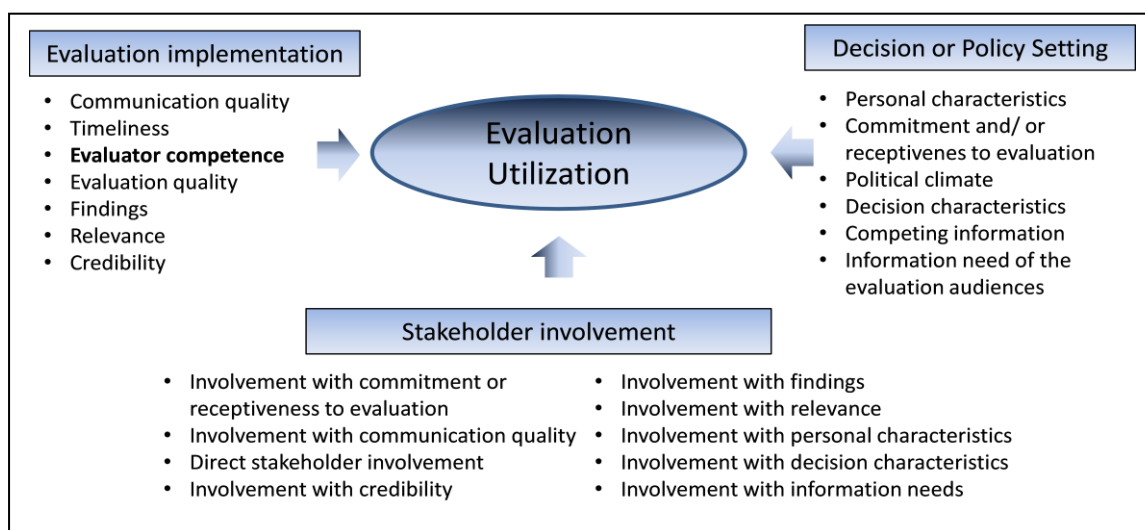 Evaluation implementation
• Communication quality
• Timeliness
• Evaluator competence
• Evaluation quality
• Findings
• Relevance
• Credibility
Evaluation
Utilization
Decision or Policy Setting
• Personal characteristics
• Commitment and/ or
receptivenes to evaluation
• Political climate
• Decision characteristics
• Competing information
• Information need of the
evaluation audiences
Stakeholder involvement
• Involvement with commitment or
receptiveness to evaluation
• Involvement with communication quality
• Direct stakeholder involvement
• Involvement with credibility
• Involvement with findings
• Involvement with relevance
• Involvement with personal characteristics
• Involvement with decision characteristics
• Involvement with information needs